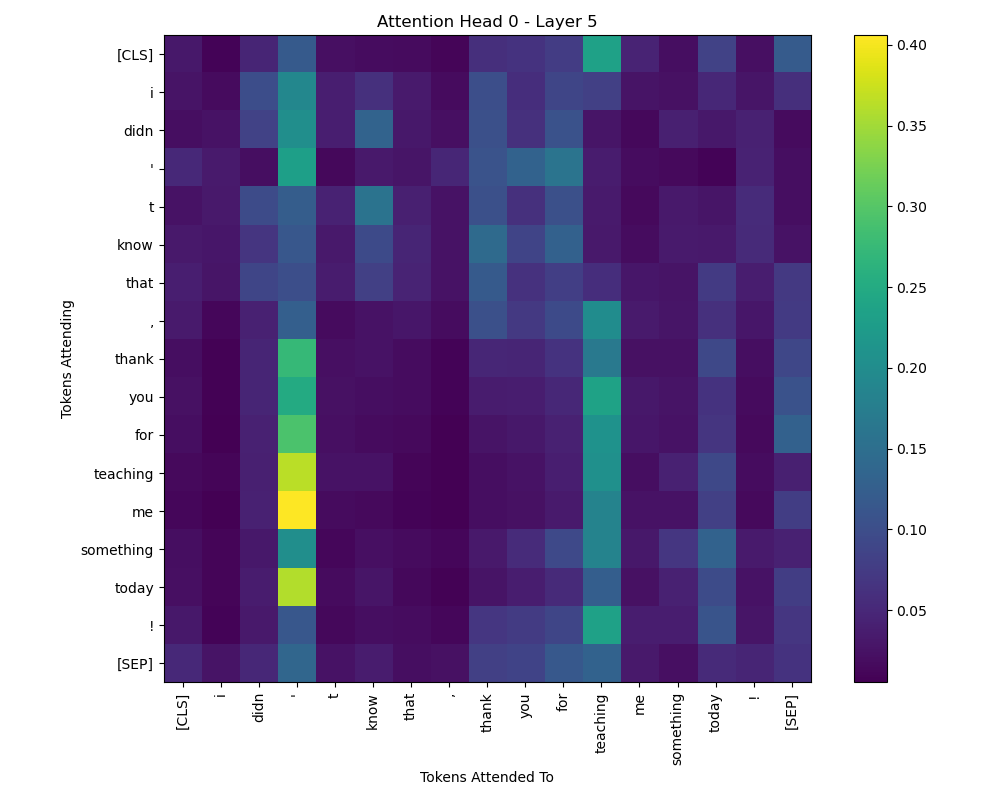 Attention Head 0 - Layer 5
Tokens Attending
[CLS]
i
didn
'
t
know
that
,
thank
you
for
teaching
me
something
today
!
[SEP]
[CLS] i didn ' t know that , thank you for teaching me something today ! [SEP]
Tokens Attended To
0.40
0.35
0.30
0.25
0.20
0.15
0.10
0.05